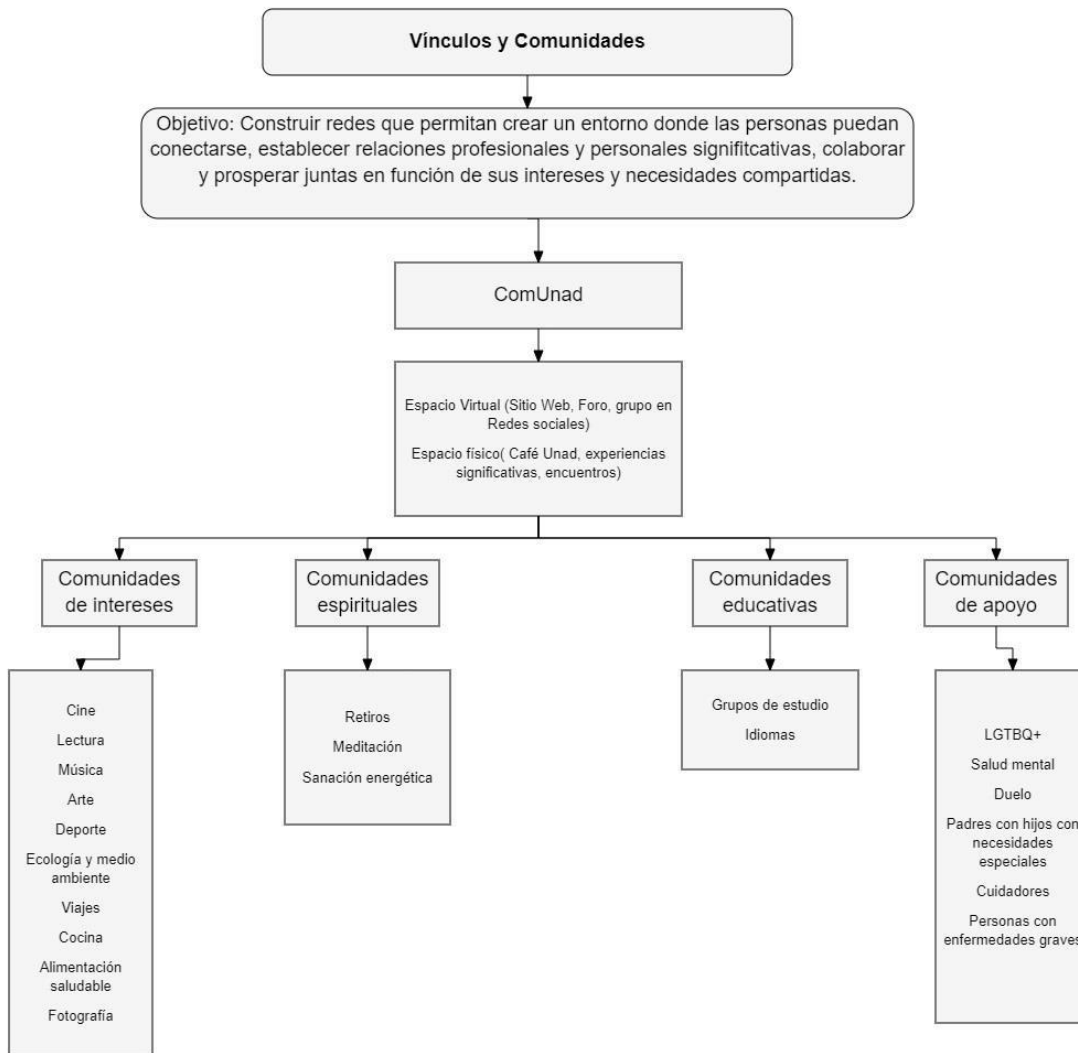 Vínculos y Comunidades
Objetivo: Construir redes que permitan crear un entorno donde las personas puedan
conectarse, establecer relaciones profesionales y personales signifitcativas, colaborar
y prosperar juntas en función de sus intereses y necesidades compartidas.
ComUnad
Espacio Virtual (Sitio Web, Foro, grupo en
Redes sociales)
Espacio físico( Café Unad, experiencias
significativas, encuentros)
Comunidades
de intereses
Comunidades
espirituales
Comunidades
educativas
Comunidades
de apoyo
Cine
Lectura
Música
Arte
Deporte
Ecología y medio
ambiente
Viajes
Cocina
Alimentación
saludable
Fotografía
Retiros
Meditación
Sanación energética
Grupos de estudio
Idiomas
LGTBQ+
Salud mental
Duelo
Padres con hijos con
necesidades
especiales
Cuidadores
Personas con
enfermedades graves